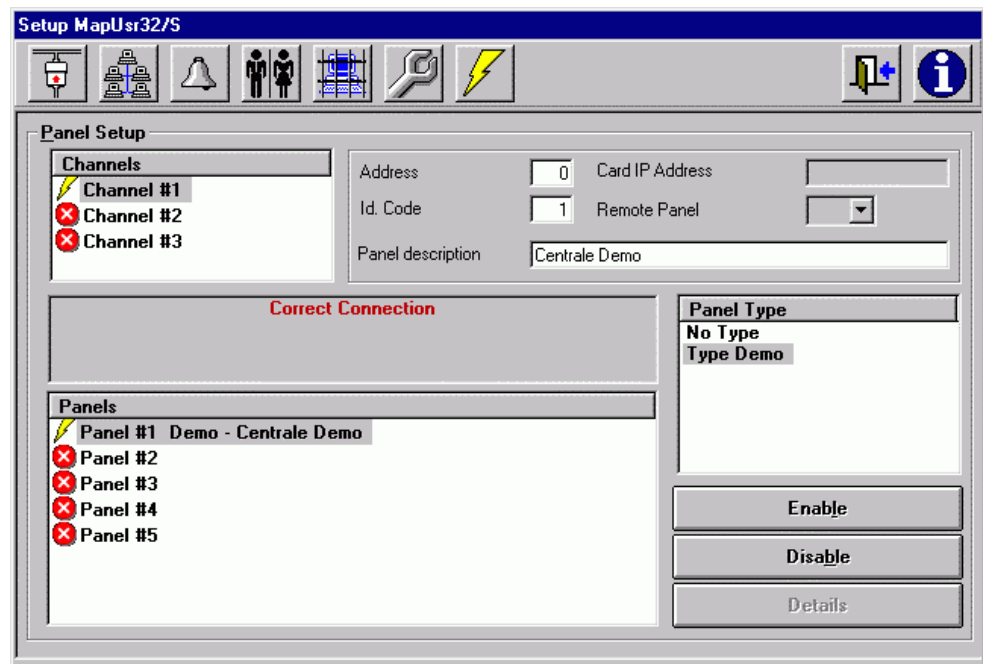 Setup MapUsr32/S
Panel Setup
Channels
Channel #1
Channel #2
Channel #3
Address 0 Card IP Address
Id. Code 1 Remote Panel
Panel description Centrale Demo
Correct Connection
Panel Type
No Type
Type Demo
Panels
Panel #1 Demo - Centrale Demo
Panel #2
Panel #3
Panel #4
Panel #5
Enable
Disable
Details